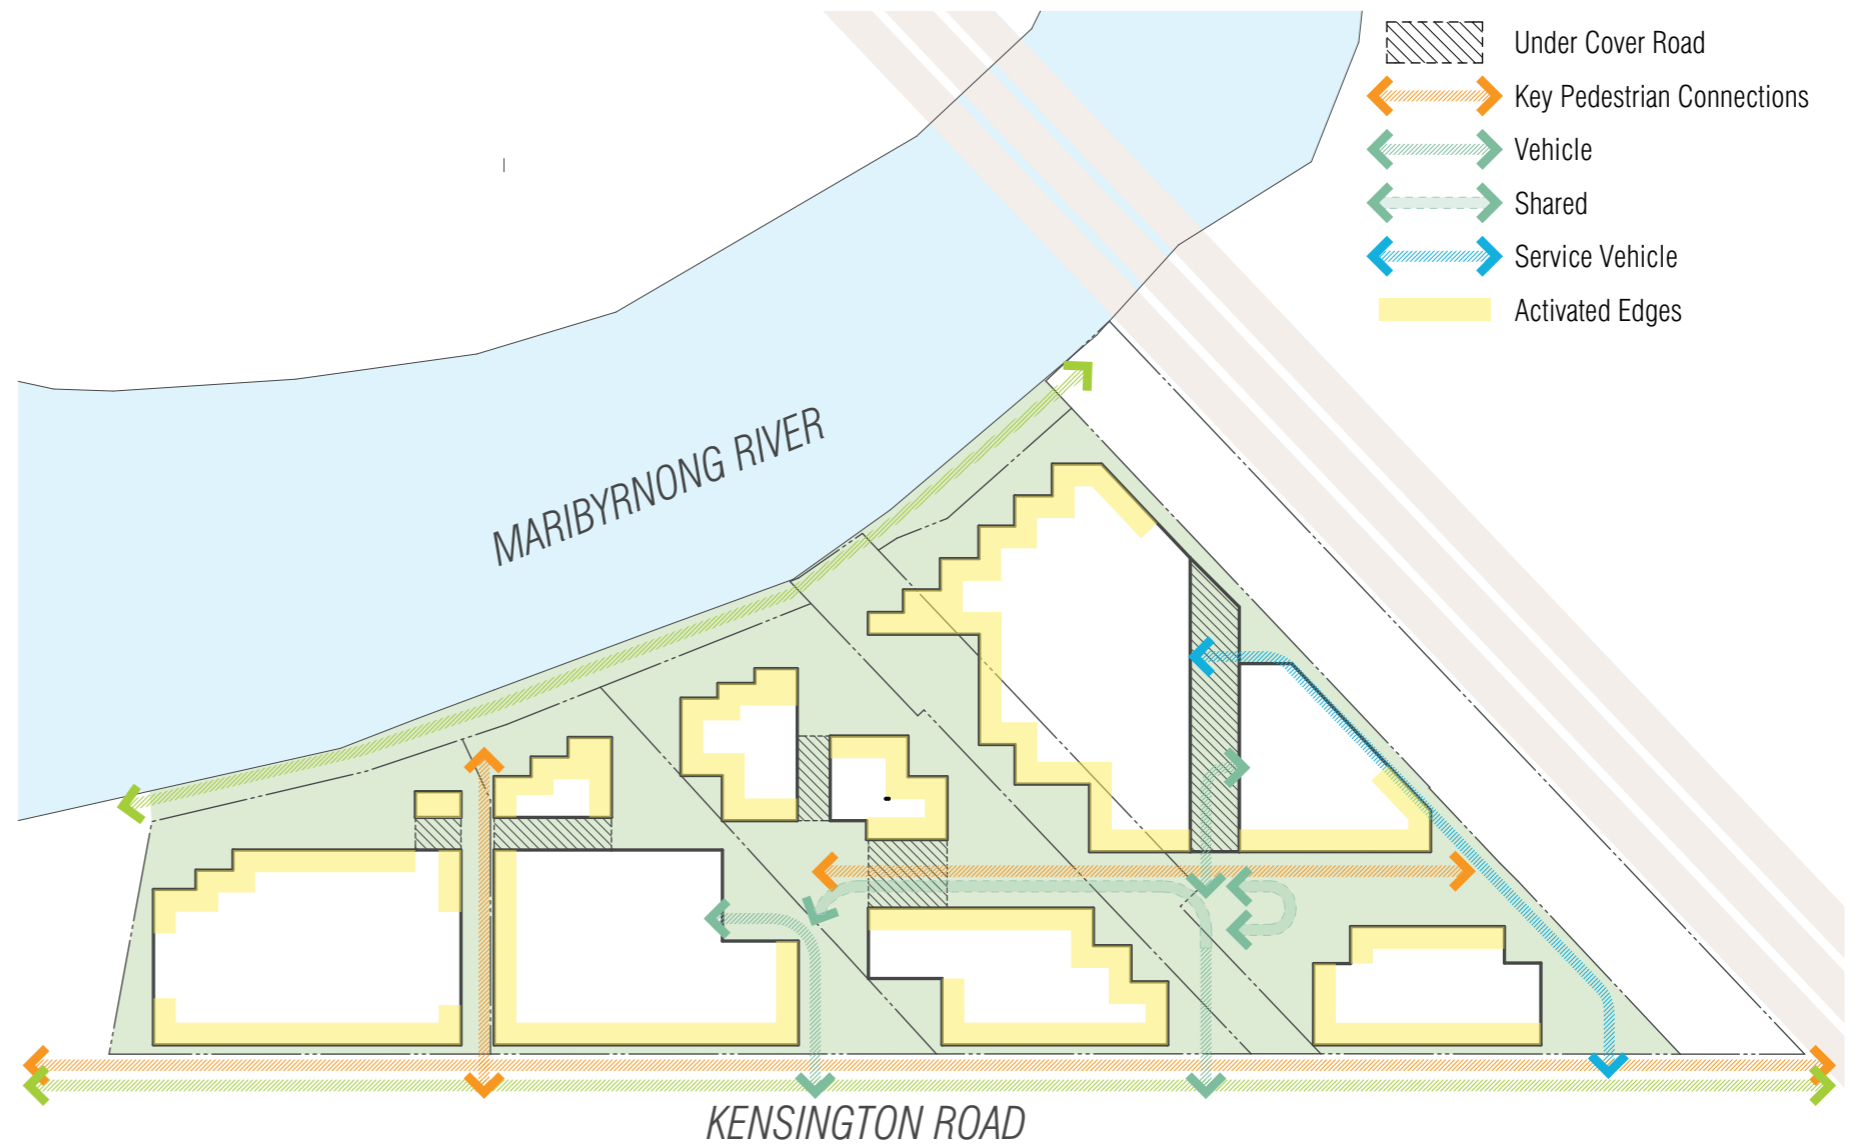 Under Cover Road
Key Pedestrian Connections
Vehicle
Shared
Service Vehicle
Activated Edges
MARIBYRNONG RIVER
KENSINGTON ROAD